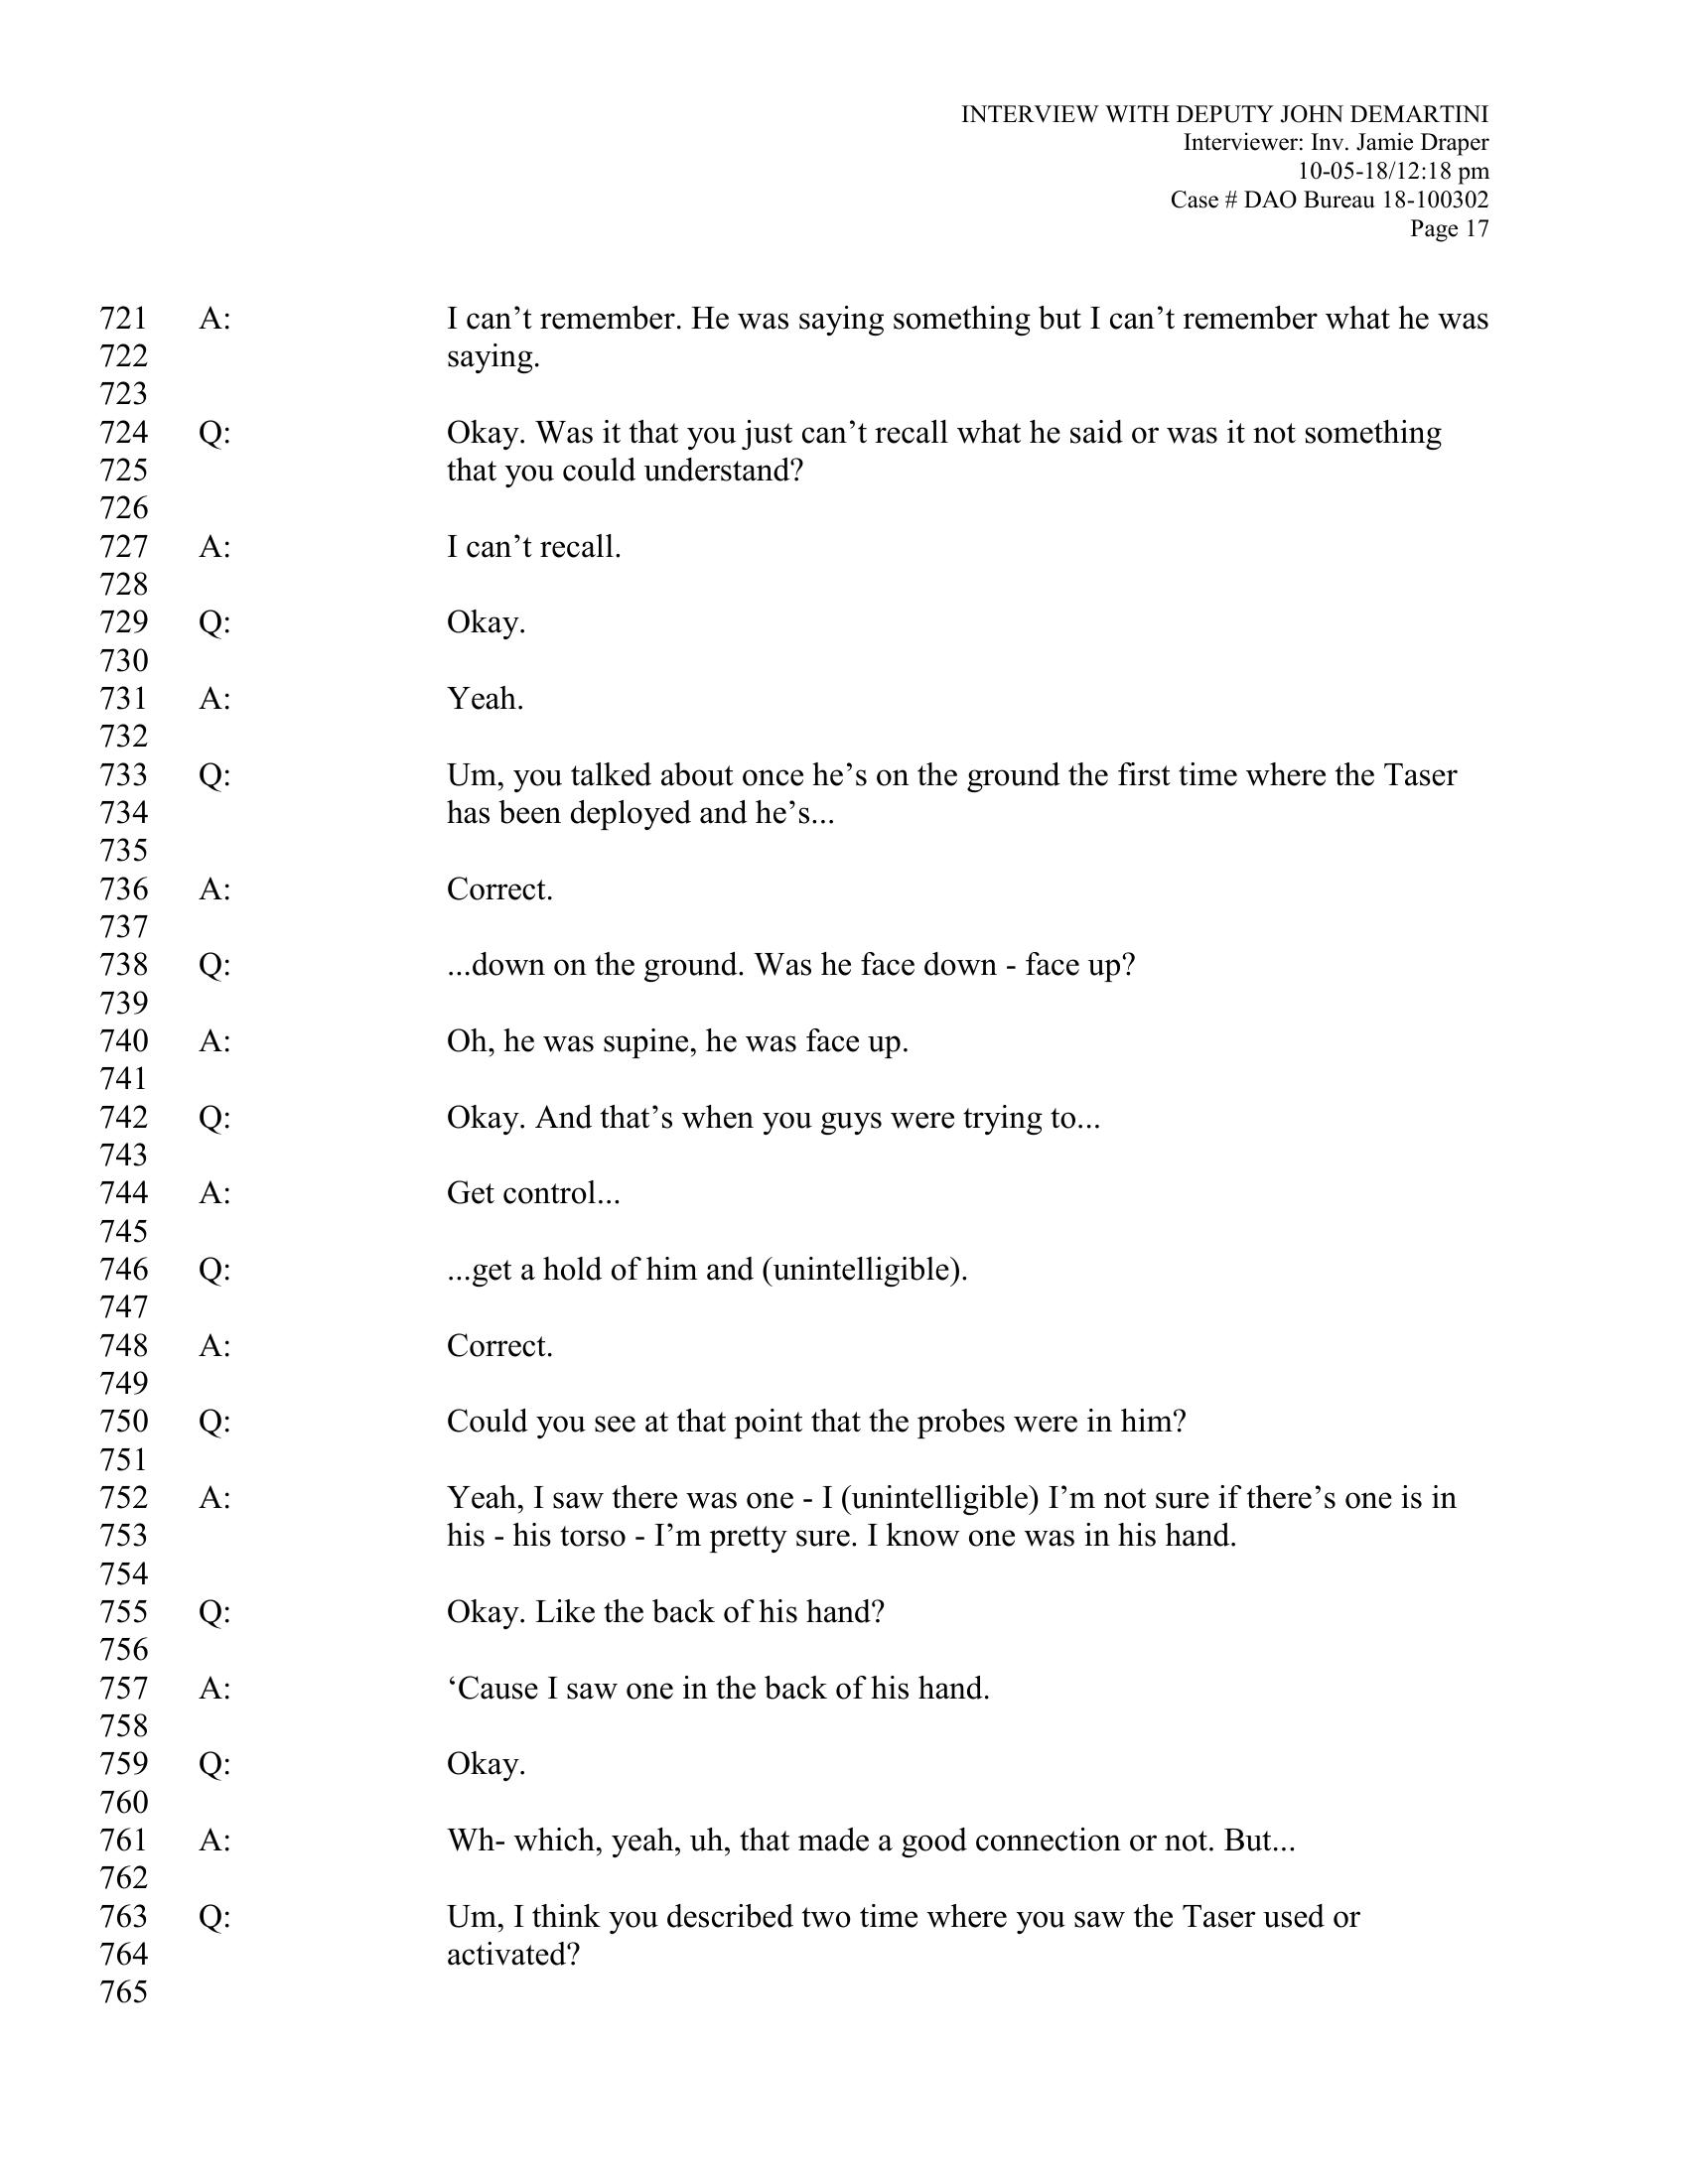 INTERVIEW WITH DEPUTY JOHN DEMARTINI
Interviewer: Inv. Jamie Draper
10-05-18/12:18 pm
Case # DAO Bureau 18-100302
Page 17
721 A: I can’t remember. He was saying something but I can’t remember what he was
722 saying.
723
724 Q: Okay. Was it that you just can’t recall what he said or was it not something
725 that you could understand?
726
727 A: I can’t recall.
728
729 Q: Okay.
730
731 A: Yeah.
732
733 Q: Um, you talked about once he’s on the ground the first time where the Taser
734 has been deployed and he’s...
735
736 A: Correct.
737
738 Q: ...down on the ground. Was he face down - face up?
739
740 A: Oh, he was supine, he was face up.
741
742 Q: Okay. And that’s when you guys were trying to...
743
744 A: Get control...
745
746 Q: ...get a hold of him and (unintelligible).
747
748 A: Correct.
749
750 Q: Could you see at that point that the probes were in him?
751
752 A: Yeah, I saw there was one - I (unintelligible) I’m not sure if there’s one is in
753 his - his torso - I’m pretty sure. I know one was in his hand.
754
755 Q: Okay. Like the back of his hand?
756
757 A: ‘Cause I saw one in the back of his hand.
758
759 Q: Okay.
760
761 A: Wh- which, yeah, uh, that made a good connection or not. But...
762
763 Q: Um, I think you described two time where you saw the Taser used or
764 activated?
765